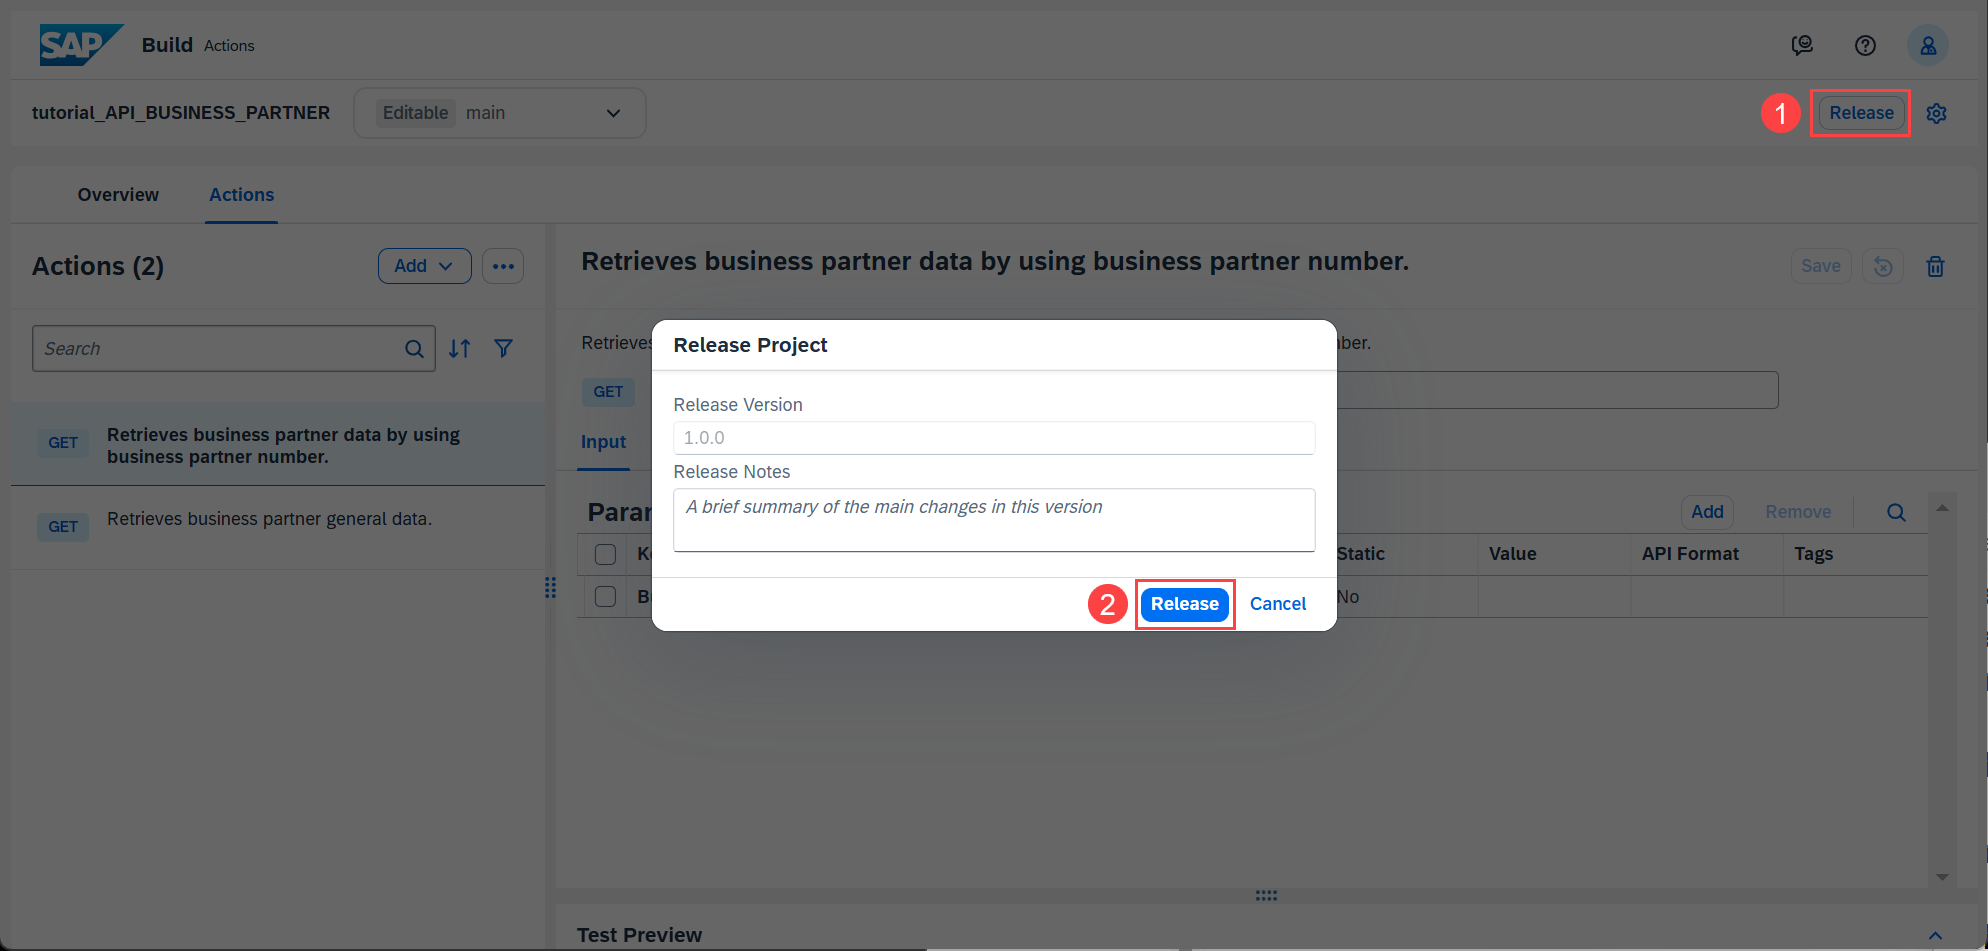 SAP Build Actions
tutorial_API_BUSINESS_PARTNER Editable main 1 Release
Overview Actions
Actions (2) Add
Retrieves business partner data by using business partner number. Save
Search
GET Retrieves business partner data by using
business partner number.
GET Retrieves business partner general data.
Retrieves
GET
Input
Static Value API Format Tags
No
Add Remove
Release Project
Release Version
1.0.0
Release Notes
A brief summary of the main changes in this version
2 Release Cancel
Test Preview